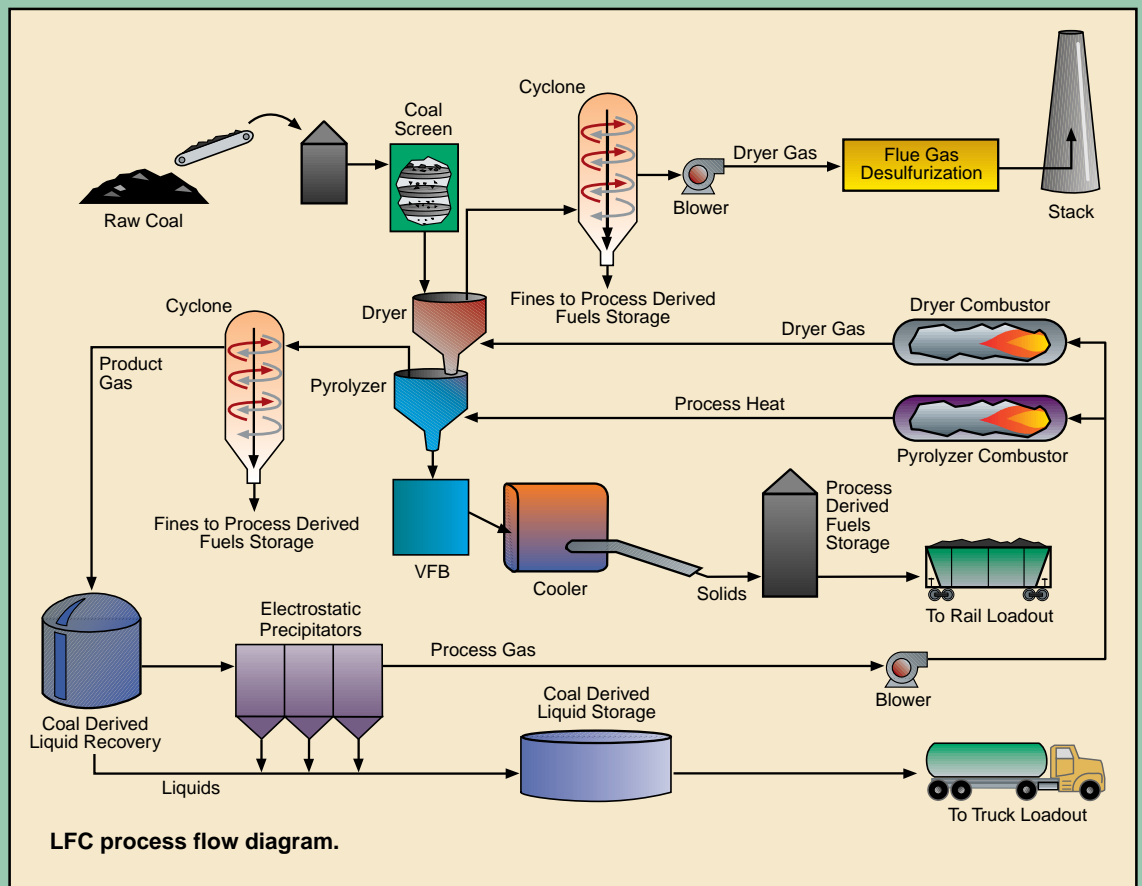 Cyclone
Coal
Screen
Raw Coal
Blower
Dryer Gas
Flue Gas
Desulfurization
Stack
Fines to Process Derived
Fuels Storage
Dryer
Cyclone
Dryer Gas
Dryer Combustor
Product
Gas
Pyrolyzer
Process Heat
Pyrolyzer Combustor
Fines to Process Derived
Fuels Storage
VFB
Cooler
Solids
Process
Derived
Fuels
Storage
To Rail Loadout
Electrostatic
Precipitators
Process Gas
Blower
Coal Derived
Liquid Recovery
Coal Derived
Liquid Storage
Liquids
To Truck Loadout
LFC process flow diagram.